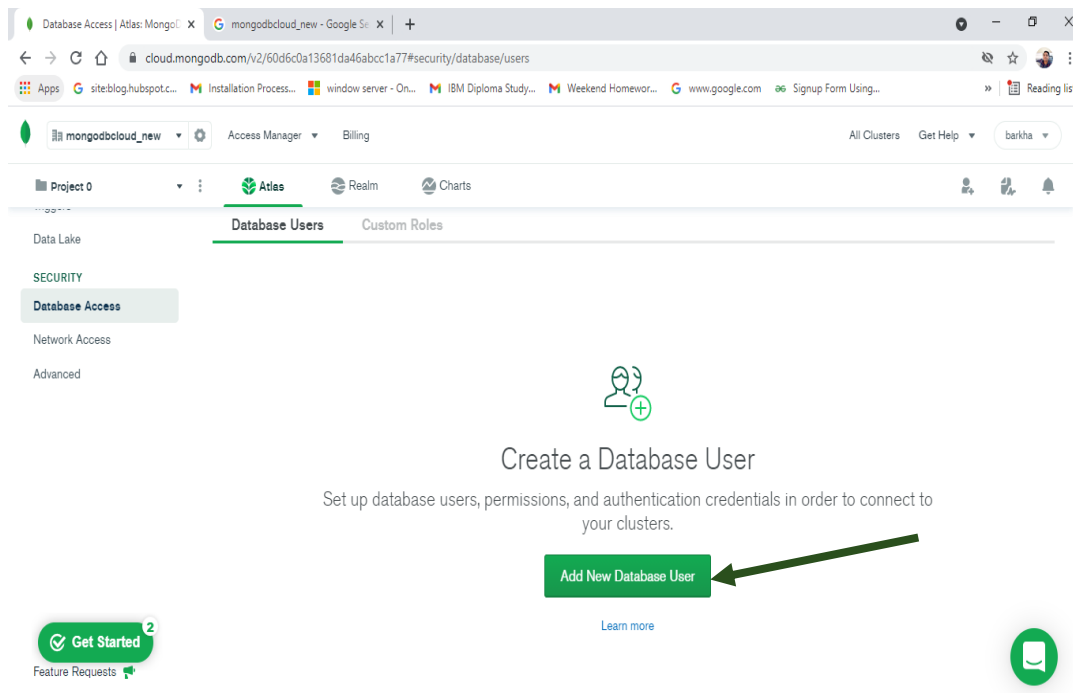 Database Access | Atlas: MongoD
mongodbcloud_new - Google Se
cloud.mongodb.com/v2/60d6c0a13681da46abcc1a77#security/database/users
Apps
site:blog.hubspot.c...
Installation Process...
window server - On...
IBM Diploma Study...
Weekend Homewor...
www.google.com
Signup Form Using...
»
Reading lis
mongodbcloud_new
Access Manager
Billing
All Clusters
Get Help
barkha
Project 0
Atlas
Realm
Charts
Triggers
Data Lake
Database Users
Custom Roles
SECURITY
Database Access
Network Access
Advanced
Create a Database User
Set up database users, permissions, and authentication credentials in order to connect to
your clusters.
Add New Database User
Learn more
Get Started
2
Feature Requests